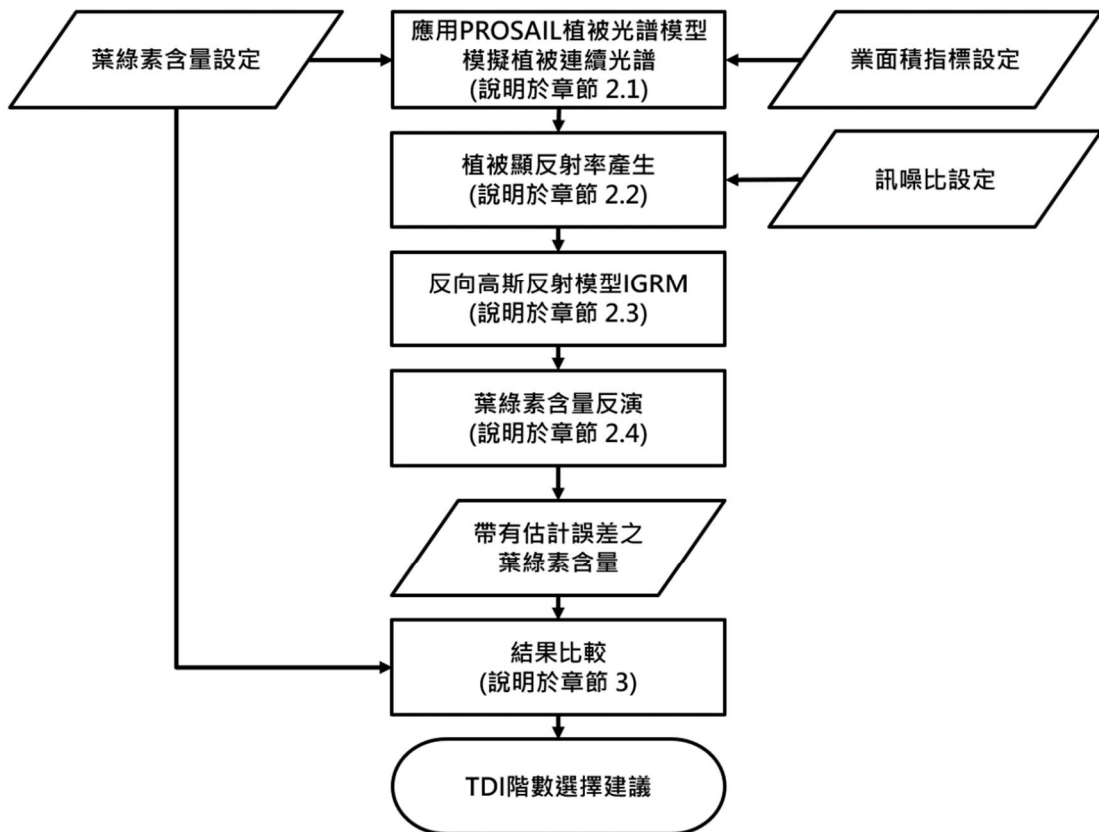 葉綠素含量設定
應用PROSAIL植被光譜模型
模擬植被連續光譜
(說明於章節 2.1)
業面積指標設定
植被顯反射率產生
(說明於章節 2.2)
訊噪比設定
反向高斯反射模型IGRM
(說明於章節 2.3)
葉綠素含量反演
(說明於章節 2.4)
帶有估計誤差之
葉綠素含量
結果比較
(說明於章節 3)
TDI階數選擇建議